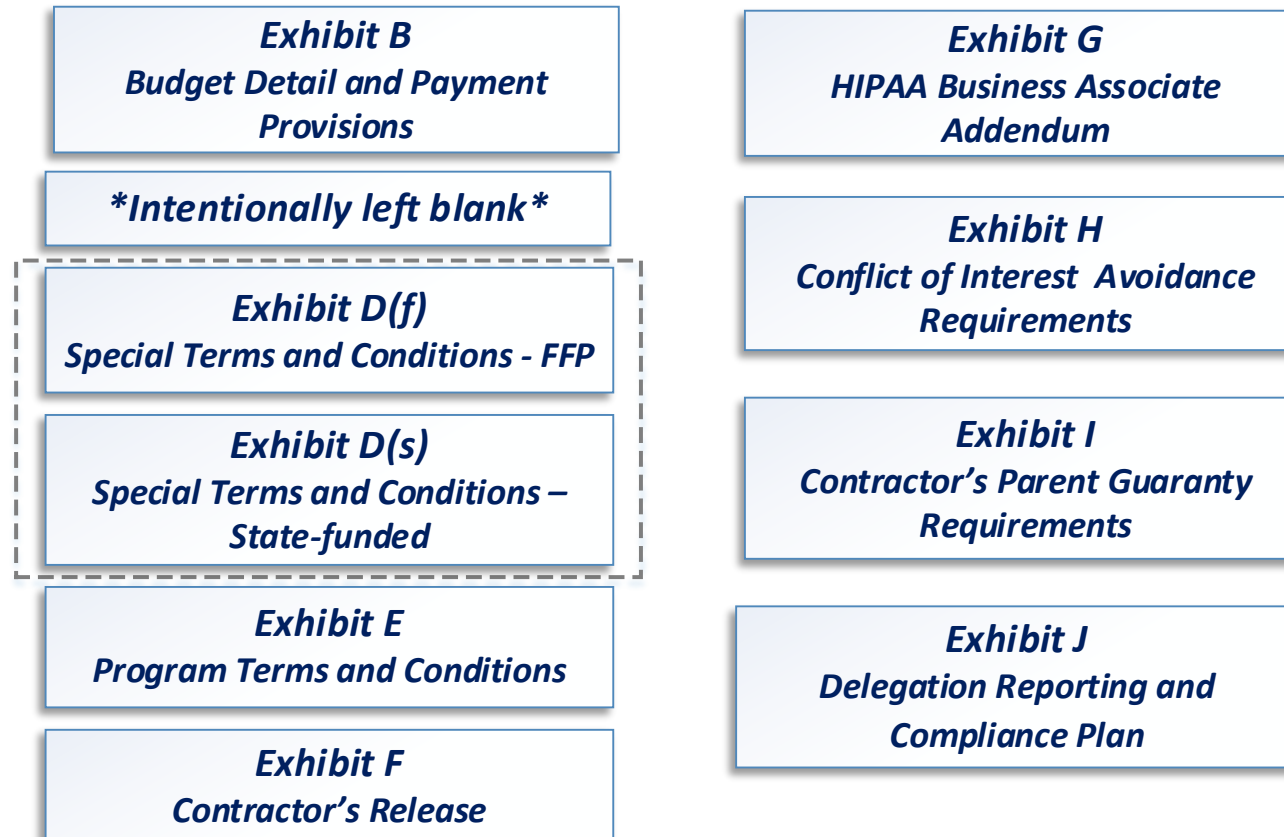 Exhibit B
Budget Detail and Payment
Provisions
*Intentionally left blank*
Exhibit D(f)
Special Terms and Conditions - FFP
Exhibit D(s)
Special Terms and Conditions –
State-funded
Exhibit E
Program Terms and Conditions
Exhibit F
Contractor’s Release
Exhibit G
HIPAA Business Associate
Addendum
Exhibit H
Conflict of Interest Avoidance
Requirements
Exhibit I
Contractor’s Parent Guaranty
Requirements
Exhibit J
Delegation Reporting and
Compliance Plan